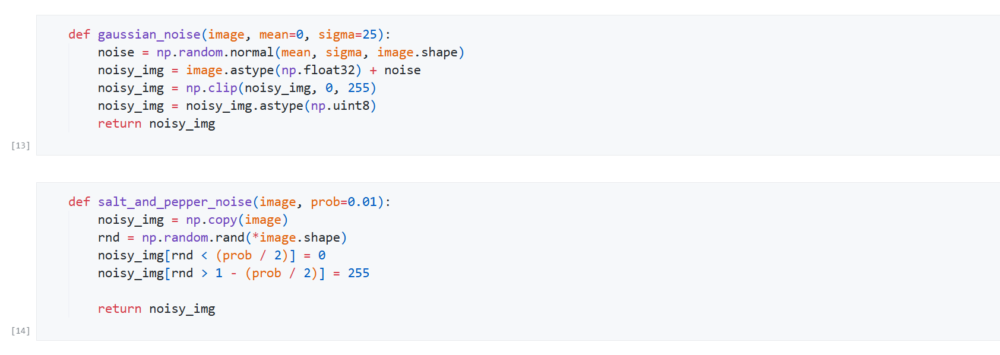 def gaussian_noise(image, mean=0, sigma=25):
    noise = np.random.normal(mean, sigma, image.shape)
    noisy_img = image.astype(np.float32) + noise
    noisy_img = np.clip(noisy_img, 0, 255)
    noisy_img = noisy_img.astype(np.uint8)
    return noisy_img
[13]
def salt_and_pepper_noise(image, prob=0.01):
    noisy_img = np.copy(image)
    rnd = np.random.rand(*image.shape)
    noisy_img[rnd < (prob / 2)] = 0
    noisy_img[rnd > 1 - (prob / 2)] = 255
    return noisy_img
[14]